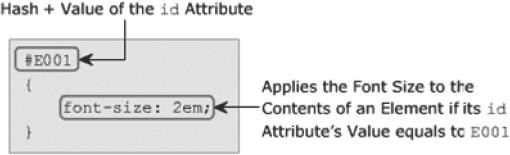 Hash + Value of the id Attribute
#E001
{
font-size: 2em;
}
Applies the Font Size to the
Contents of an Element if its id
Attribute's Value equals to E001